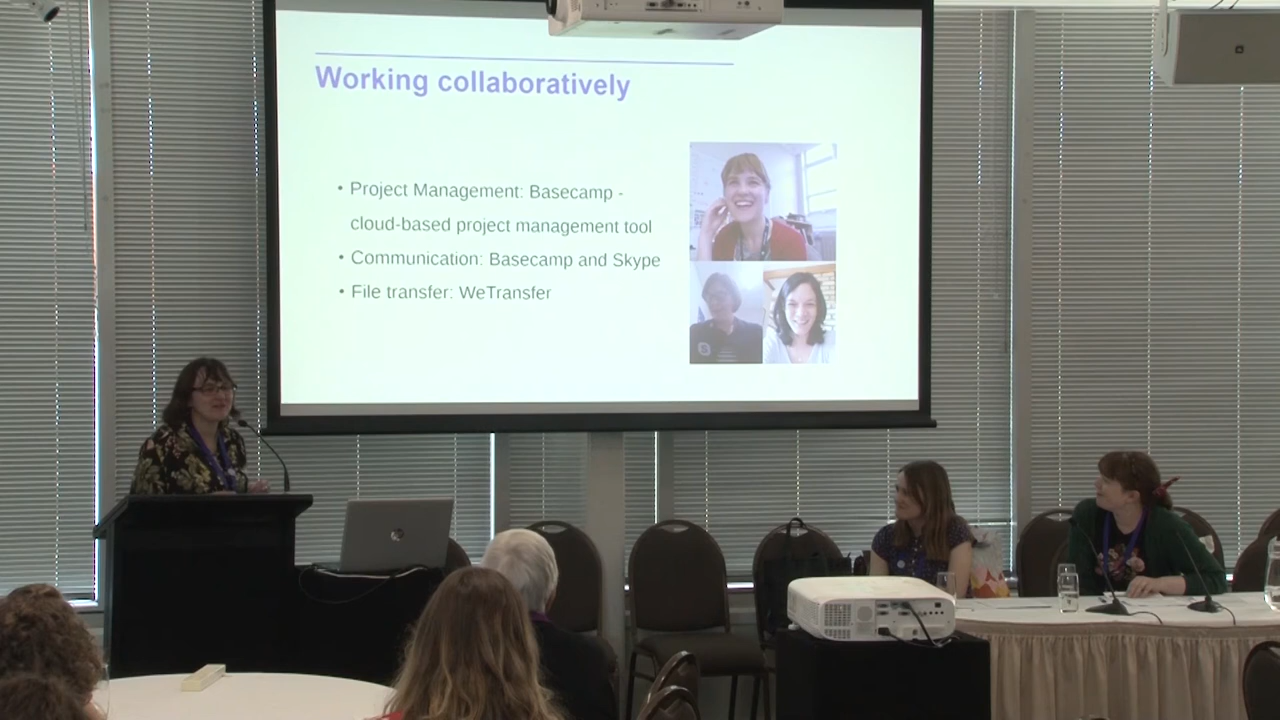 Working collaboratively
• Project Management: Basecamp -
cloud-based project management tool
• Communication: Basecamp and Skype
• File transfer: WeTransfer